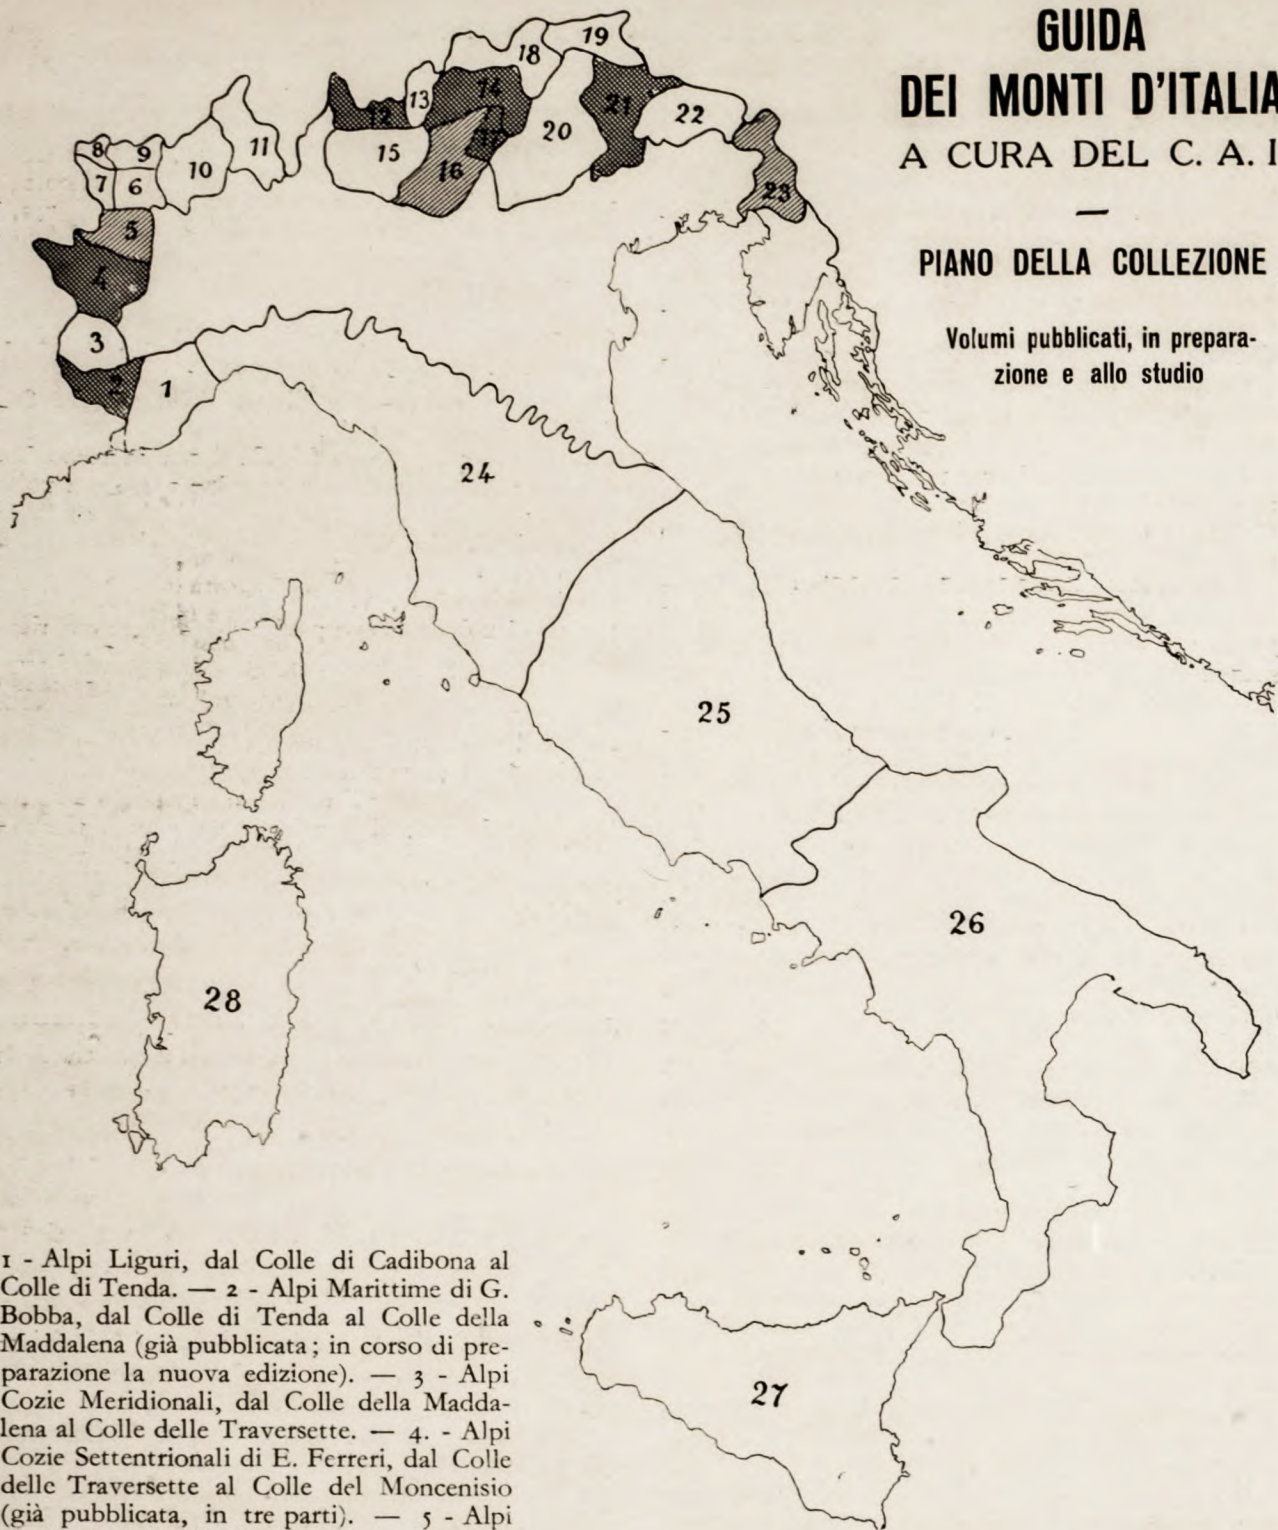 GUIDA
DEI MONTI D'ITALIA
A CURA DEL C. A. I
—
PIANO DELLA COLLEZIONE
Volumi pubblicati, in prepara-
zione e allo studio
19
18
14
13
12
21
22
20
17
15
16
23
11
10
9
8
7
6
5
4
3
2
1
24
25
26
28
27
1 - Alpi Liguri, dal Colle di Cadibona al
Colle di Tenda. — 2 - Alpi Marittime di G.
Bobba, dal Colle di Tenda al Colle della
Maddalena (già pubblicata; in corso di pre-
parazione la nuova edizione). — 3 - Alpi
Cozie Meridionali, dal Colle della Madda-
lena al Colle delle Traversette. — 4. - Alpi
Cozie Settentrionali di E. Ferreri, dal Colle
delle Traversette al Colle del Moncenisio
(già pubblicata, in tre parti). — 5 - Alpi